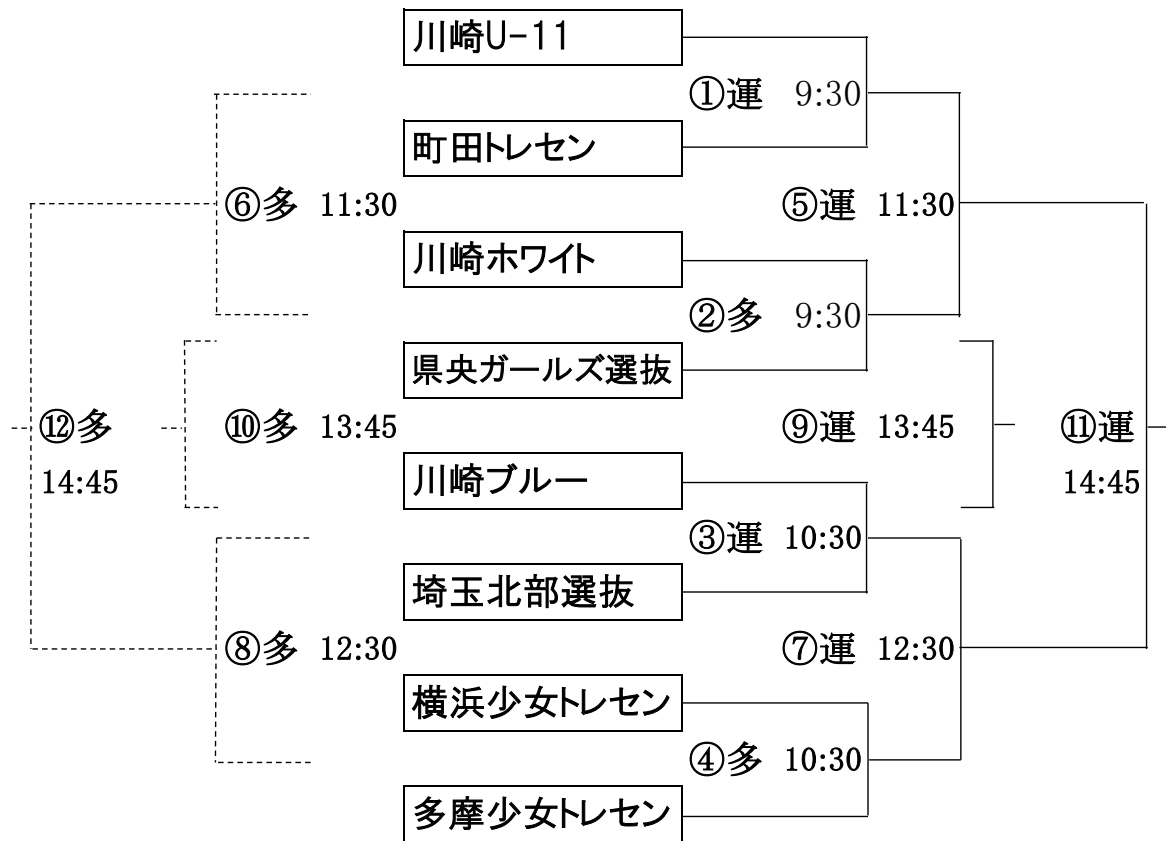 川崎U-11
①運 9:30
町田トレセン
⑥多 11:30
⑤運 11:30
川崎ホワイト
②多 9:30
県央ガールズ選抜
⑫多
14:45
⑩多 13:45
⑨運 13:45
⑪運
14:45
川崎ブルー
③運 10:30
埼玉北部選抜
⑧多 12:30
⑦運 12:30
横浜少女トレセン
④多 10:30
多摩少女トレセン